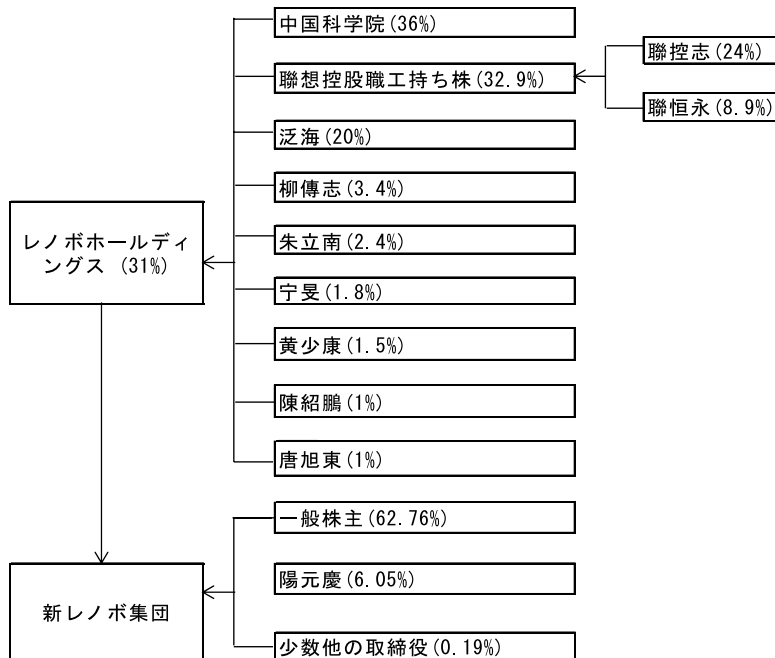 中国科学院(36%)
聯控志(24%)
聯想控股職工持ち株(32.9%)
聯恒永(8.9%)
泛海(20%)
柳傳志(3.4%)
レノボホールディ
ングス (31%)
朱立南(2.4%)
宁旻(1.8%)
黄少康(1.5%)
陳紹鵬(1%)
唐旭東(1%)
一般株主(62.76%)
陽元慶(6.05%)
新レノボ集団
少数他の取締役(0.19%)